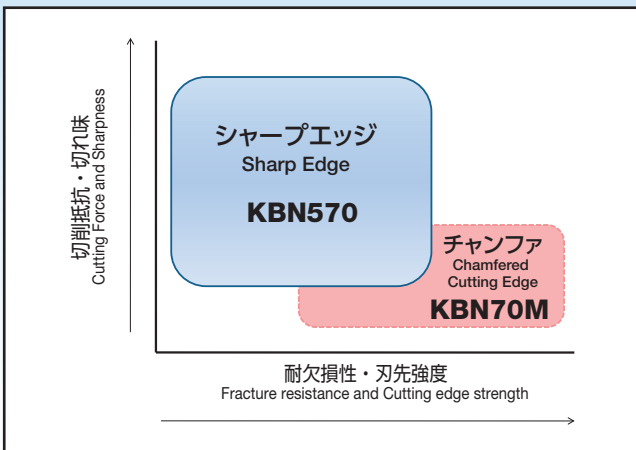 切削抵抗・切れ味
Cutting Force and Sharpness
シャープエッジ
Sharp Edge
KBN570
チャンファ
Chamfered
Cutting Edge
KBN70M
耐欠損性・刃先強度
Fracture resistance and Cutting edge strength